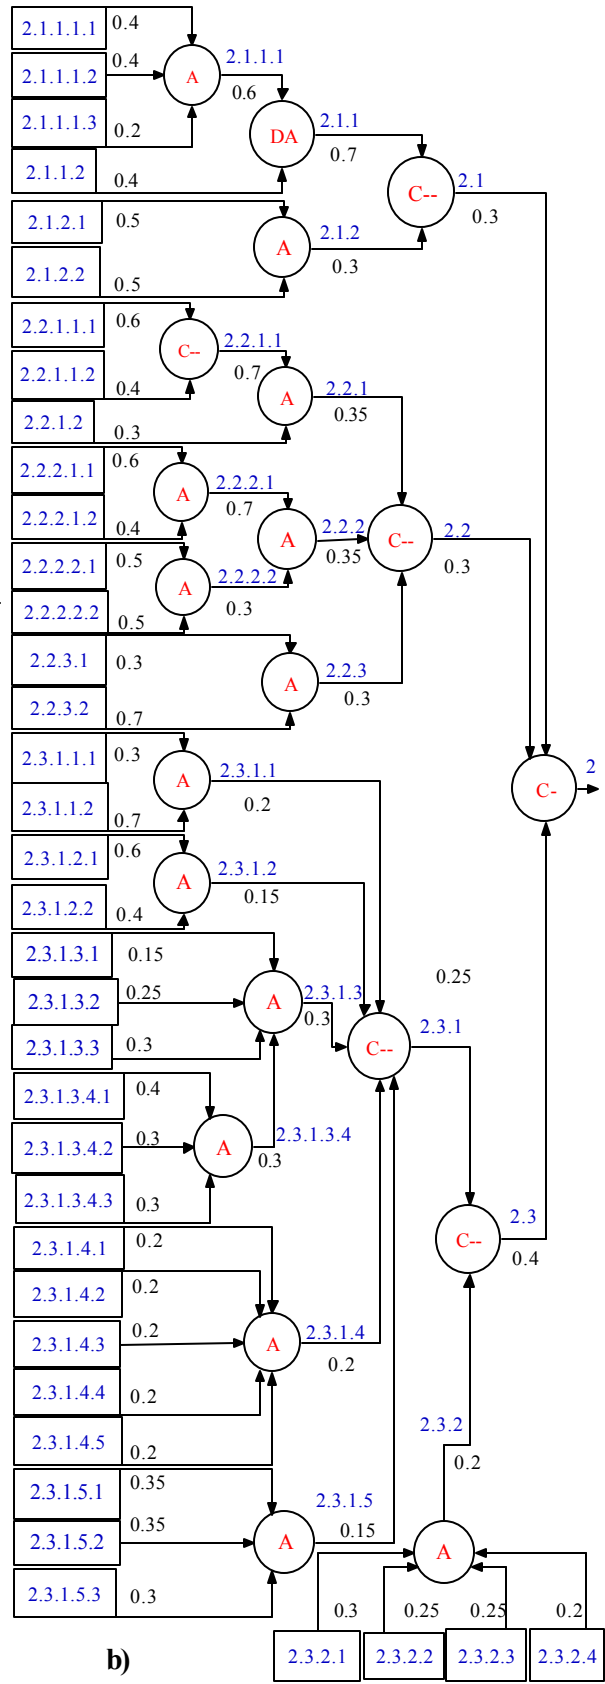 2.1.1.1.1 0.4
2.1.1.1.2 0.4 A 2.1.1.1
0.6
2.1.1.1.3 0.2
DA 2.1.1
0.7
2.1.1.2 0.4
C-- 2.1
0.3
2.1.2.1 0.5
A 2.1.2
0.3
2.1.2.2 0.5
2.2.1.1.1 0.6
C-- 2.2.1.1
0.7
2.2.1.1.2 0.4
A 2.2.1
0.35
2.2.1.2 0.3
2.2.2.1.1 0.6
A 2.2.2.1
0.7
2.2.2.1.2 0.4
A 2.2.2
0.35
C-- 2.2
0.3
2.2.2.2.1 0.5
A 2.2.2.2
0.3
2.2.2.2.2 0.5
2.2.3.1 0.3
A 2.2.3
0.3
2.2.3.2 0.7
2.3.1.1.1 0.3
A 2.3.1.1
0.2
C- 2
2.3.1.1.2 0.7
2.3.1.2.1 0.6
A 2.3.1.2
0.15
2.3.1.2.2 0.4
2.3.1.3.1 0.15
0.25
2.3.1.3.2 0.25 A 2.3.1.3
0.3
2.3.1.3.3 0.3
C-- 2.3.1
2.3.1.3.4.1 0.4
2.3.1.3.4.2 0.3 A 2.3.1.3.4
0.3
2.3.1.3.4.3 0.3
C-- 2.3
0.4
2.3.1.4.1 0.2
2.3.1.4.2 0.2
2.3.1.4.3 0.2 A 2.3.1.4
0.2
2.3.1.4.4 0.2
2.3.1.4.5 0.2
2.3.2
0.2
2.3.1.5.1 0.35
2.3.1.5.2 0.35 A 2.3.1.5
0.15
A
2.3.1.5.3 0.3
0.3 0.25 0.25 0.2
2.3.2.1 2.3.2.2 2.3.2.3 2.3.2.4
b)